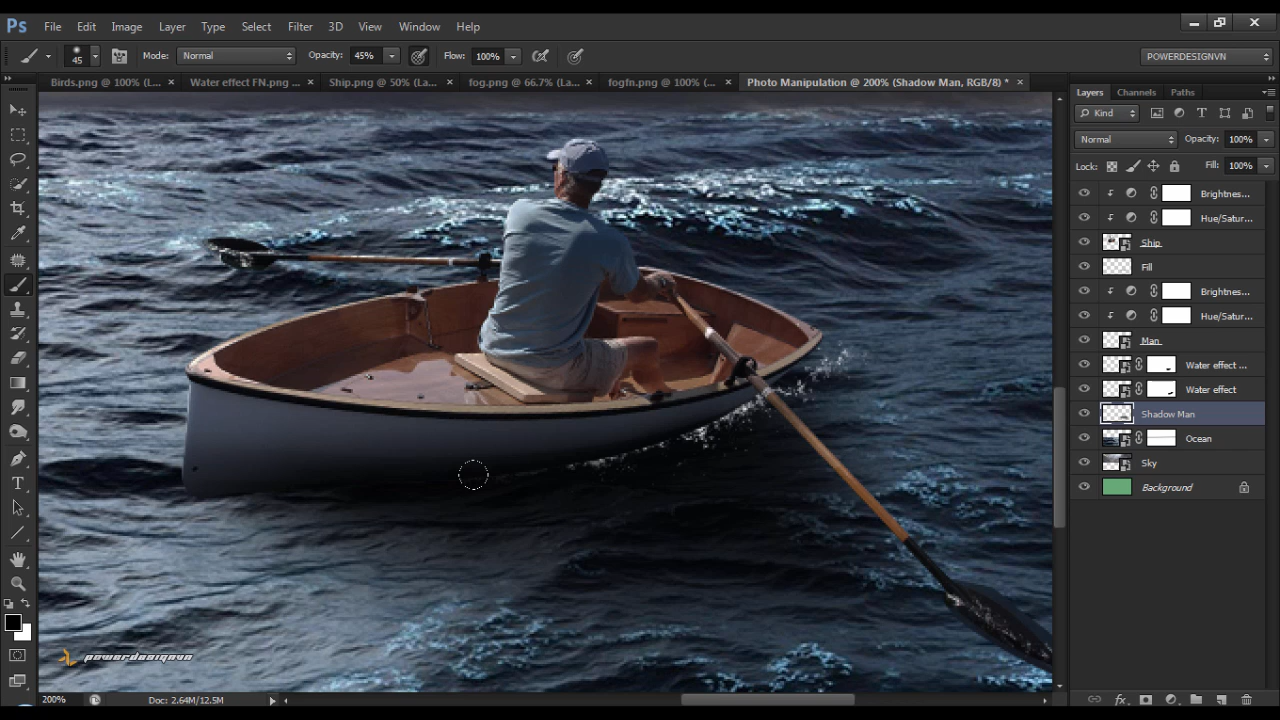 Ps File Edit Image Layer Type Select Filter 3D View Window Help
45 Mode: Normal Opacity: 45% Flow: 100% POWERDESIGNVN
Birds.png @ 100% (L... × Water effect FN.png ... × Ship.png @ 50% (La... × fog.png @ 66.7% (La... × fogfn.png @ 100% (... × Photo Manipulation @ 200% (Shadow Man, RGB/8) * ×
Layers Channels Paths
Kind
Normal Opacity: 100%
Lock: Fill: 100%
Brightnes...
Hue/Satur...
Ship
Fill
Brightnes...
Hue/Satur...
Man
Water effect ...
Water effect
Shadow Man
Ocean
Sky
Background
powerdesignvn
200% Doc: 2.64M/12.5M